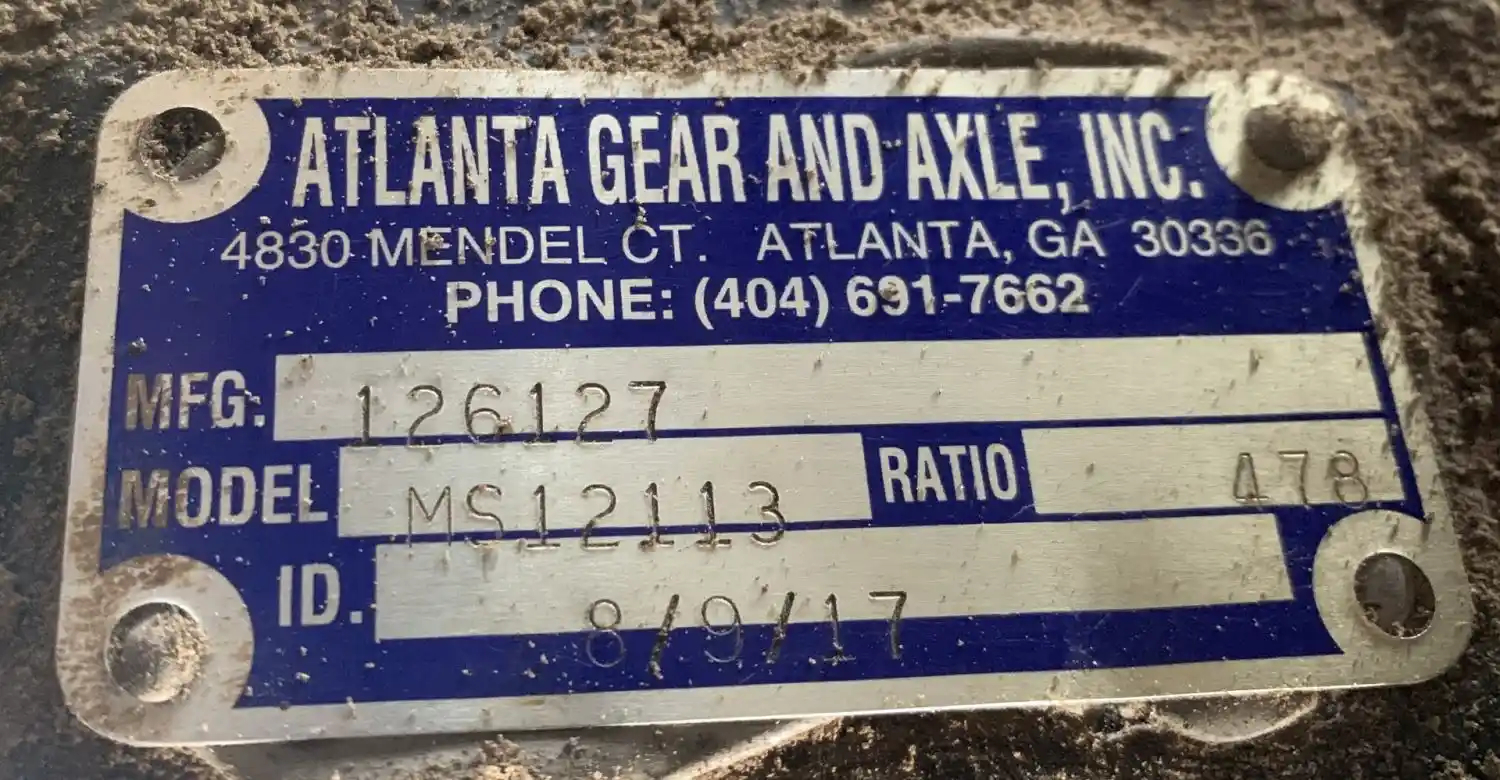 ATLANTA GEAR AND AXLE, INC.
4830 MENDEL CT. ATLANTA, GA 30336
PHONE: (404) 691-7662
MFG. 126127
MODEL MS12113 RATIO 478
ID. 8/9/17